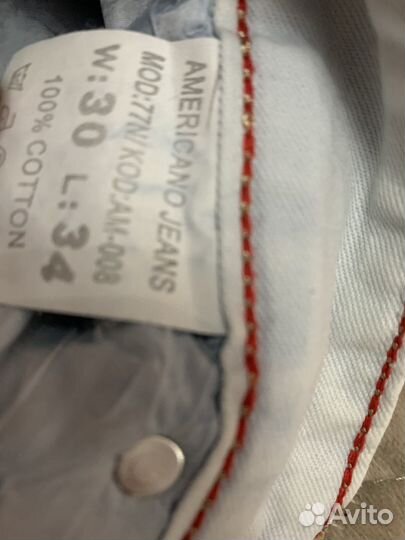 AMERICANO JEANS
MOD:77N/KOD:AM-008
W:30 L:34
100% COTTON
Avito